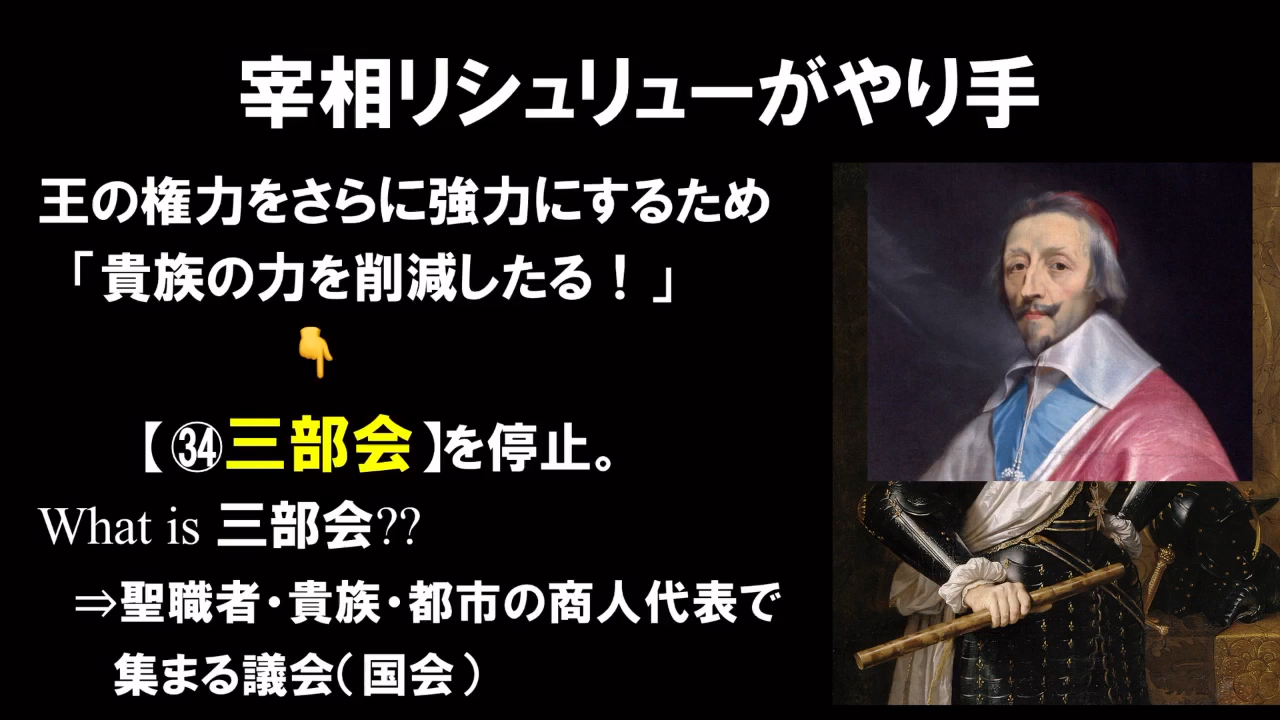 宰相リシュリューがやり手
王の権力をさらに強力にするため
「貴族の力を削減したる！」
👇
【㉞三部会】を停止。
What is 三部会??
⇒聖職者・貴族・都市の商人代表で
集まる議会（国会）